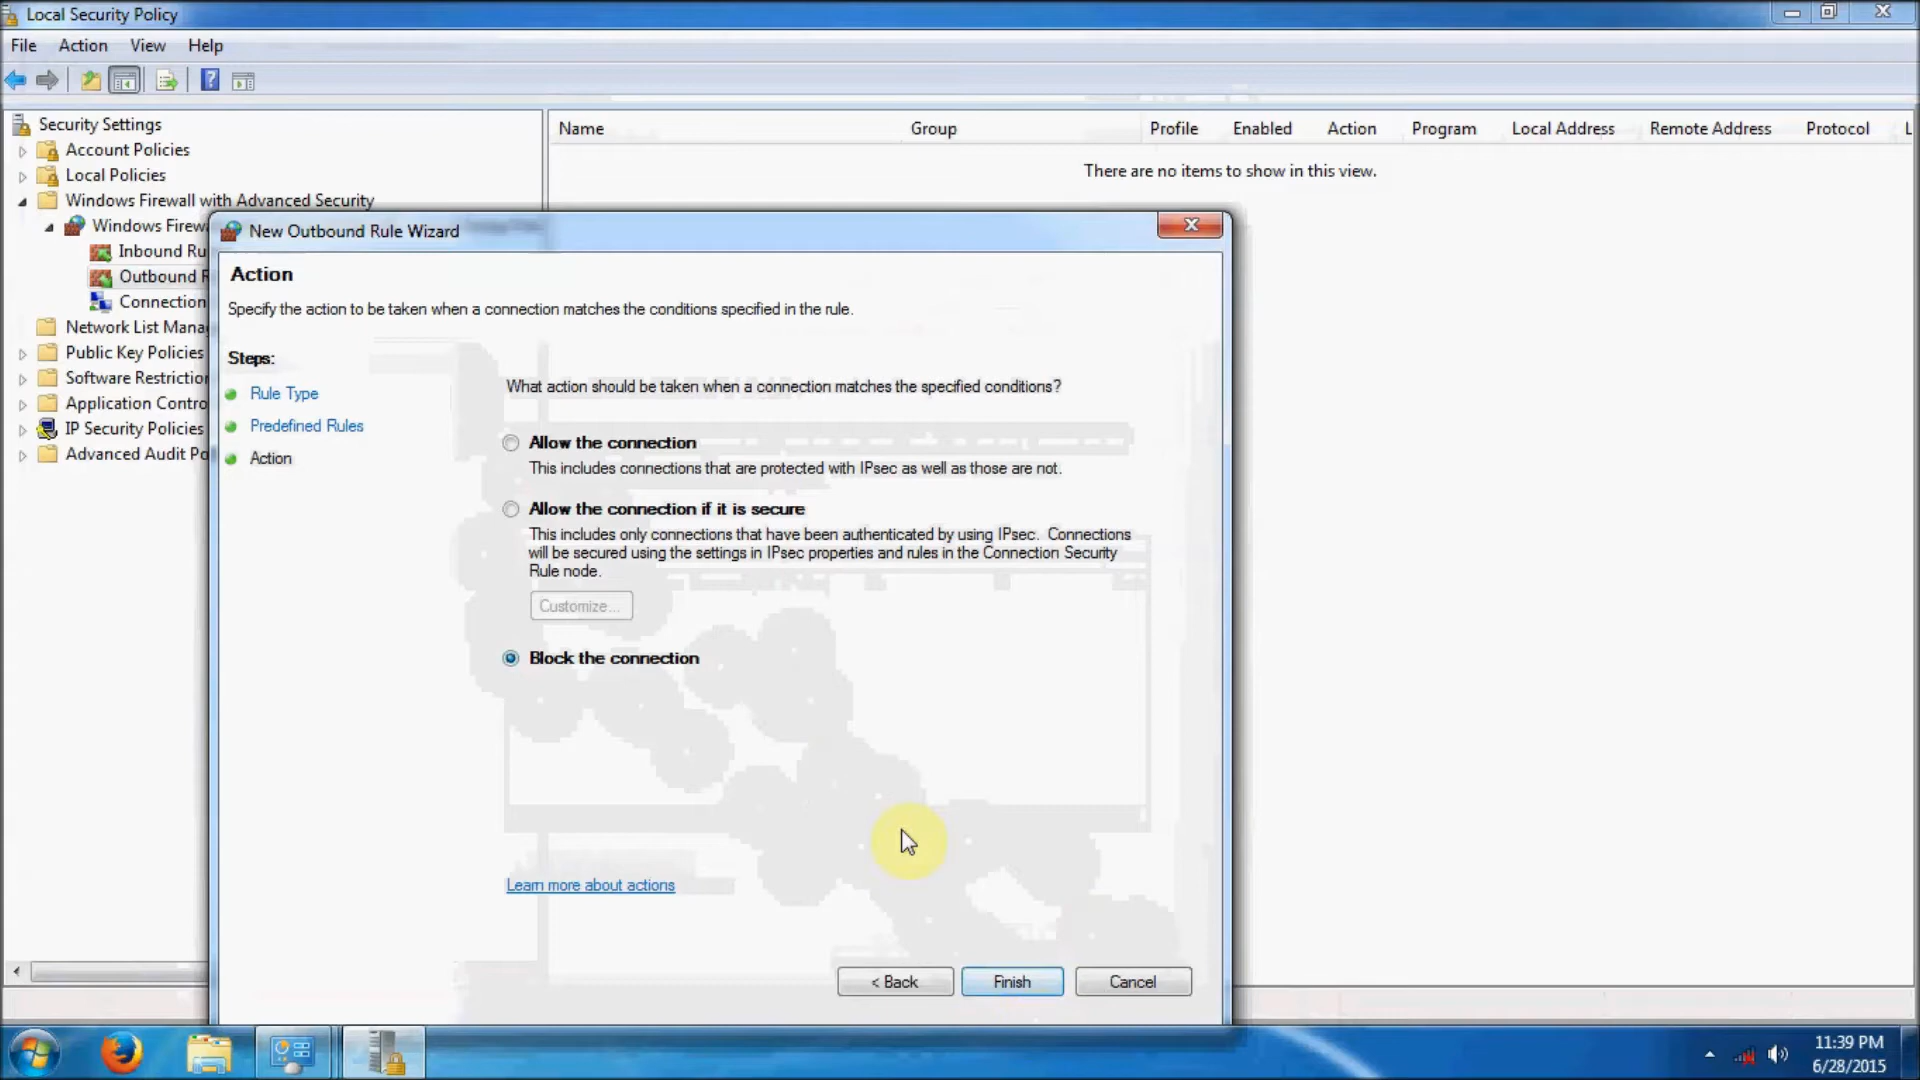 Local Security Policy
File Action View Help
Security Settings
Account Policies
Local Policies
Windows Firewall with Advanced Security
Windows Firew
Inbound Ru
Outbound R
Connection
Network List Mana
Public Key Policies
Software Restriction
Application Contro
IP Security Policies
Advanced Audit Po
Name Group Profile Enabled Action Program Local Address Remote Address Protocol L
There are no items to show in this view.
New Outbound Rule Wizard
Action
Specify the action to be taken when a connection matches the conditions specified in the rule.
Steps:
Rule Type
Predefined Rules
Action
What action should be taken when a connection matches the specified conditions?
Allow the connection
This includes connections that are protected with IPsec as well as those are not.
Allow the connection if it is secure
This includes only connections that have been authenticated by using IPsec. Connections
will be secured using the settings in IPsec properties and rules in the Connection Security
Rule node.
Customize...
Block the connection
Learn more about actions
< Back Finish Cancel
11:39 PM
6/28/2015